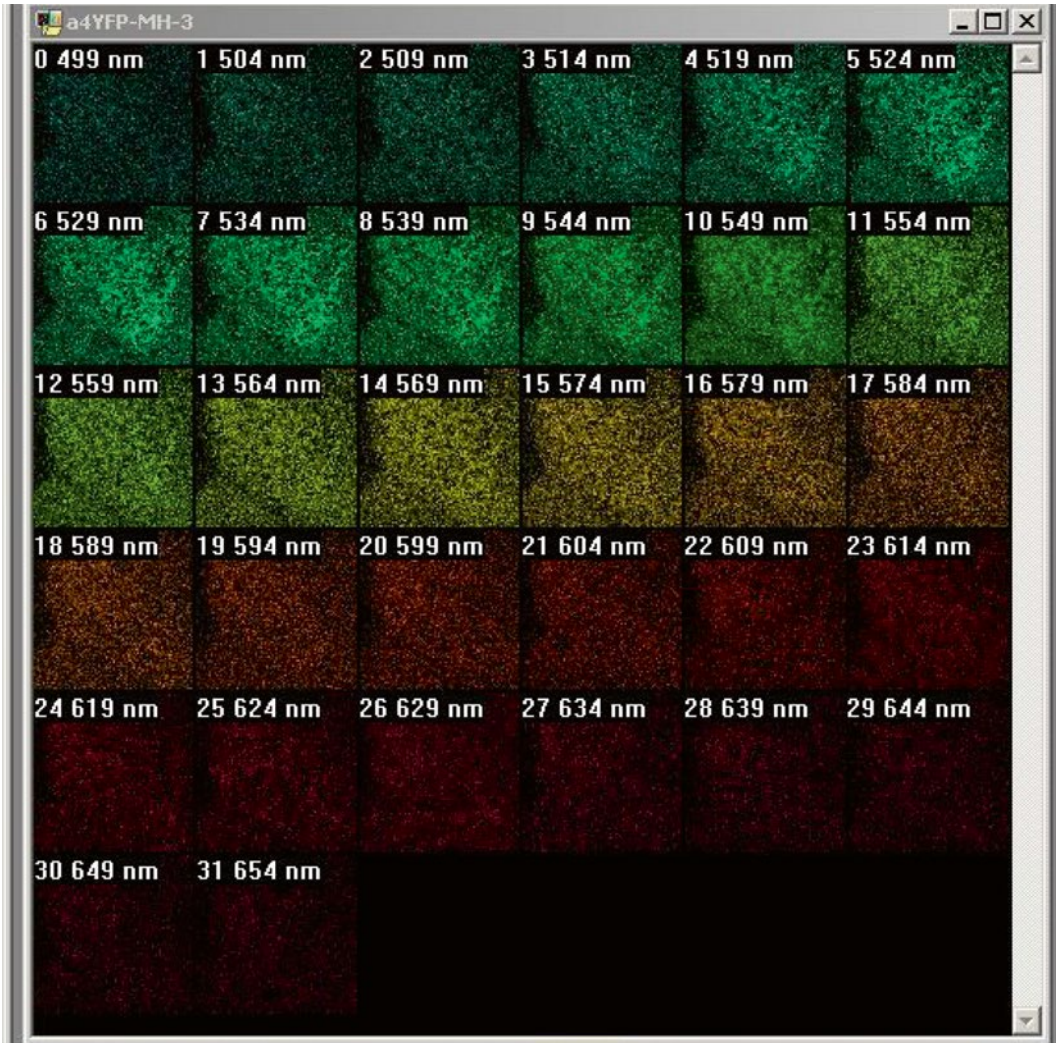 a4YFP-MH-3
0 499 nm 1 504 nm 2 509 nm 3 514 nm 4 519 nm 5 524 nm
6 529 nm 7 534 nm 8 539 nm 9 544 nm 10 549 nm 11 554 nm
12 559 nm 13 564 nm 14 569 nm 15 574 nm 16 579 nm 17 584 nm
18 589 nm 19 594 nm 20 599 nm 21 604 nm 22 609 nm 23 614 nm
24 619 nm 25 624 nm 26 629 nm 27 634 nm 28 639 nm 29 644 nm
30 649 nm 31 654 nm